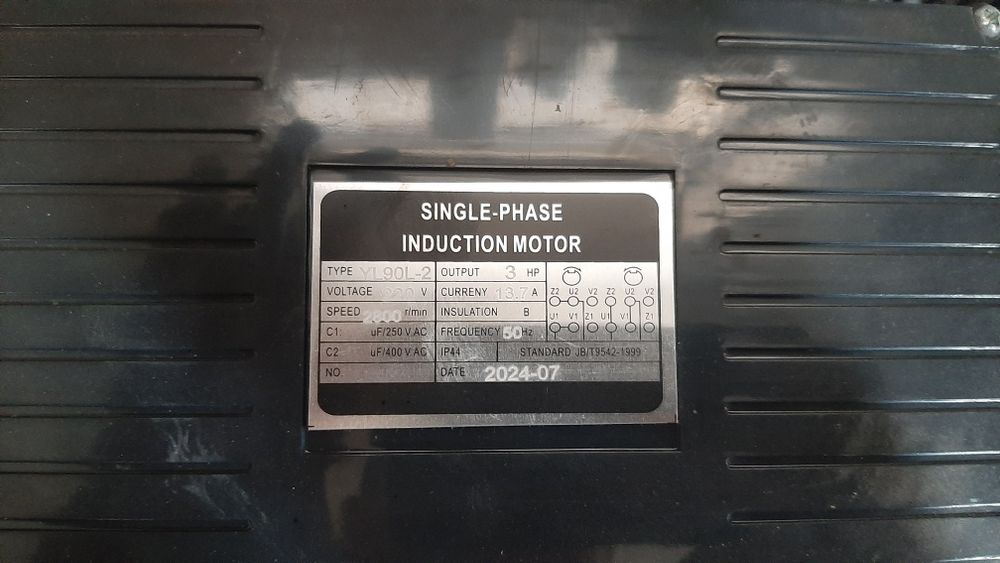 SINGLE-PHASE
INDUCTION MOTOR
TYPE YL90L-2 OUTPUT 3 HP
VOLTAGE 220 V CURRENY 13.7 A
SPEED 2800 r/min INSULATION B
C1: uF/250 V AC FREQUENCY 50 Hz
C2 uF/400 V AC IP44 STANDARD JB/T9542-1999
NO DATE 2024-07
Z2 U2 V2 Z2 U2 V2
U1 V1 Z1 U1 V1 Z1